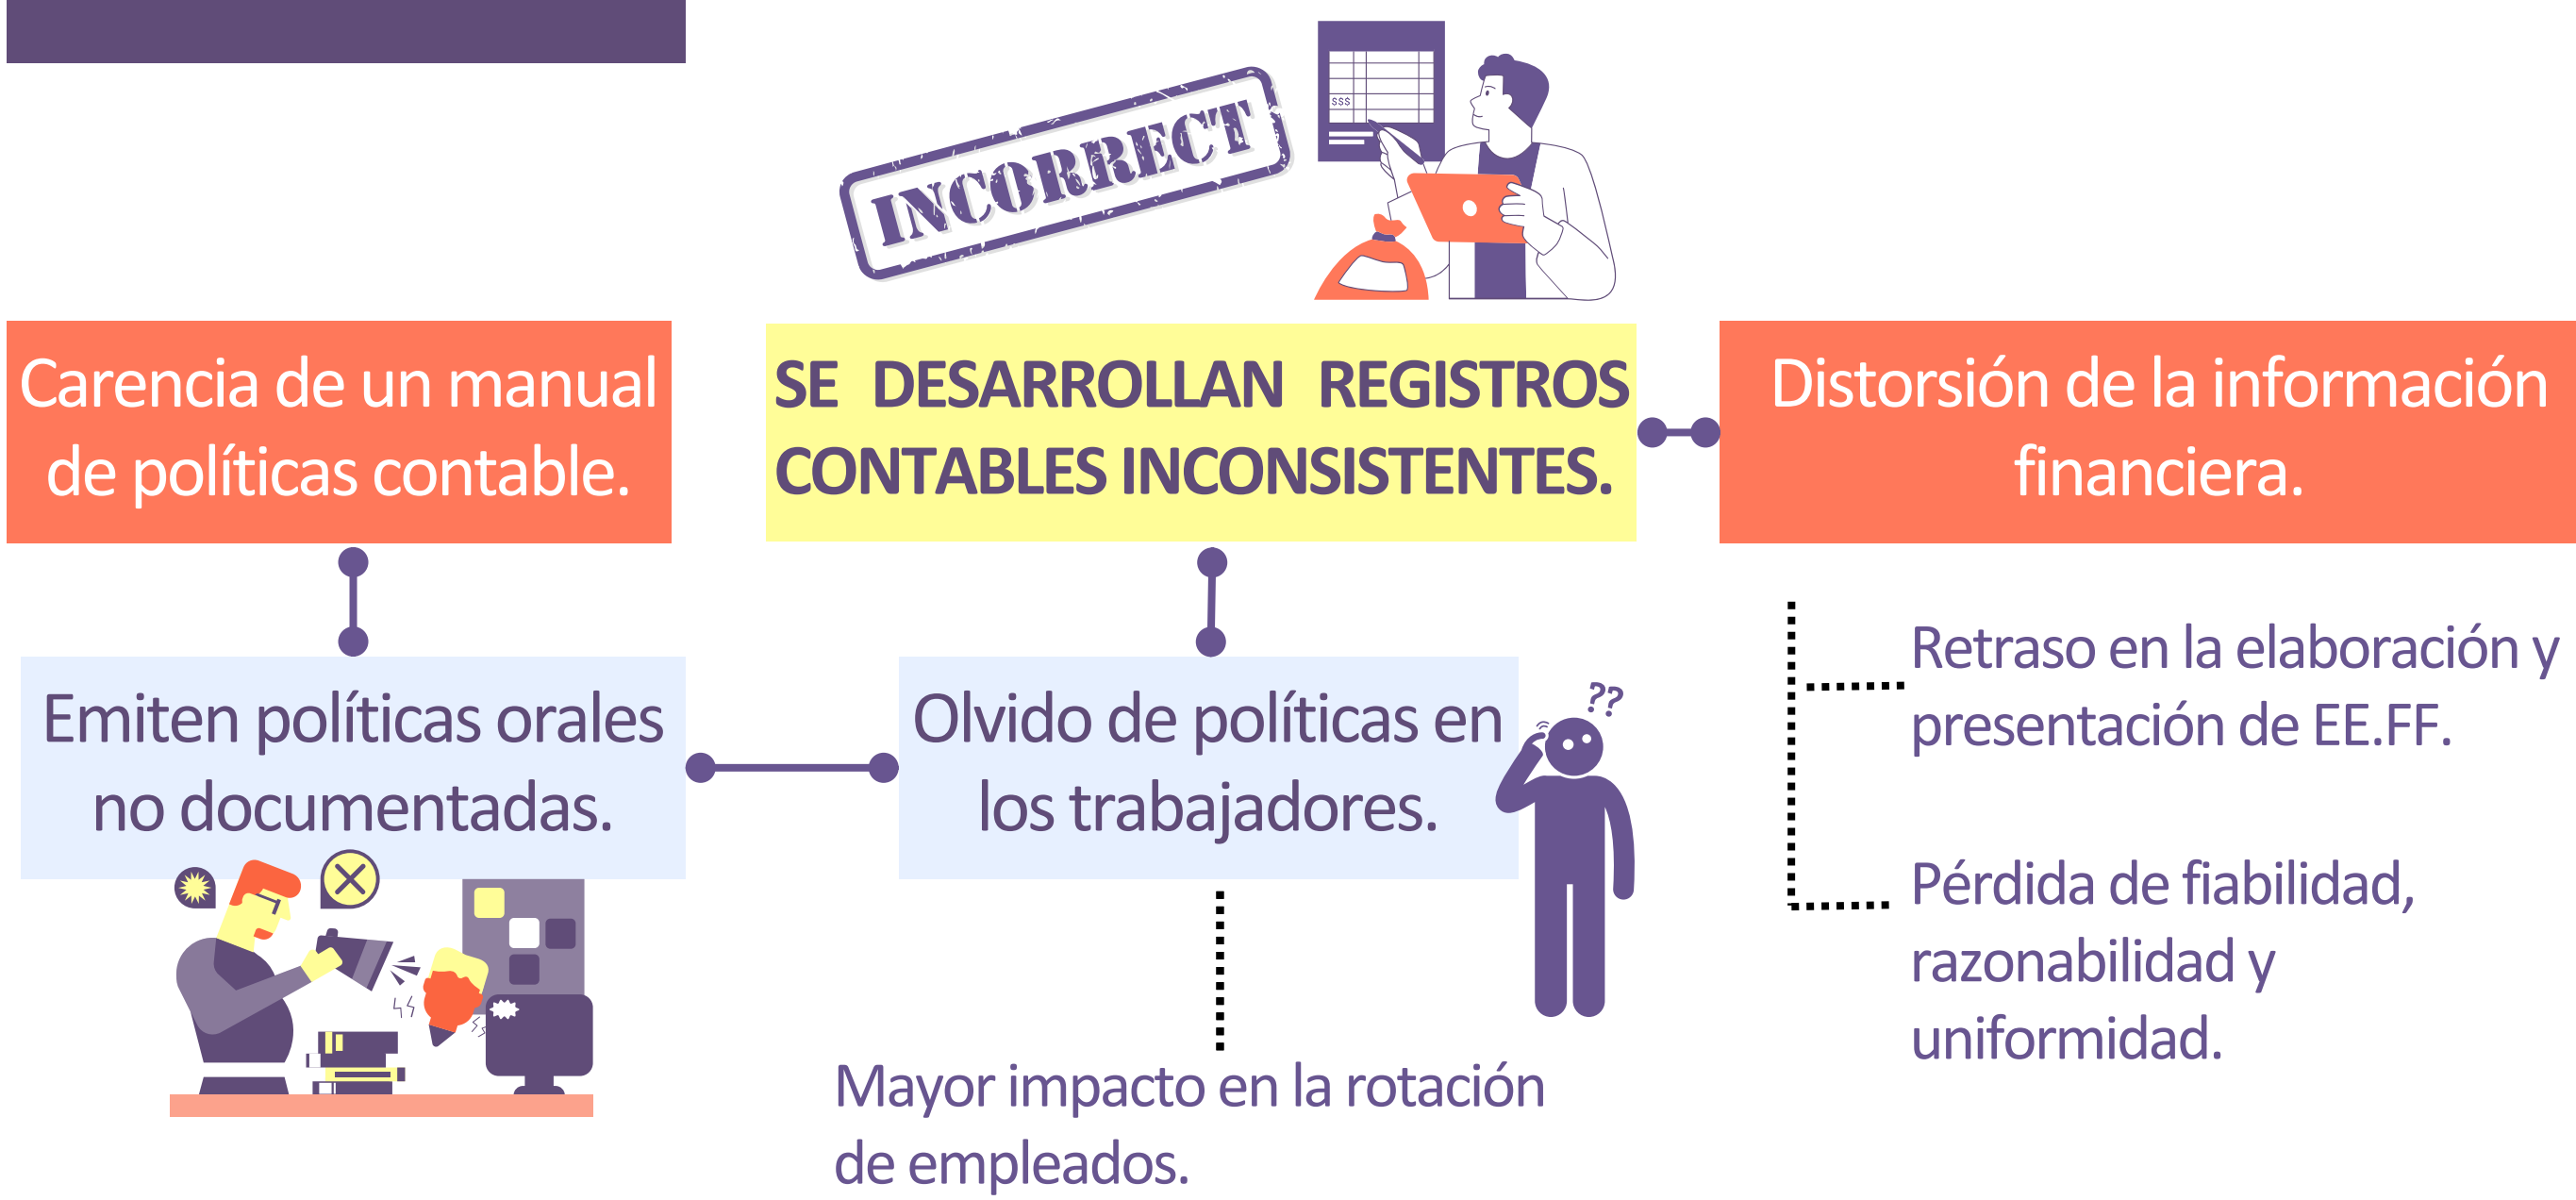 INCORRECT
$$$
Carencia de un manual
de políticas contable.
SE DESARROLLAN REGISTROS
CONTABLES INCONSISTENTES.
Distorsión de la información
financiera.
Emiten políticas orales
no documentadas.
Olvido de políticas en
los trabajadores.
??
Retraso en la elaboración y
presentación de EE.FF.
Pérdida de fiabilidad,
razonabilidad y
uniformidad.
Mayor impacto en la rotación
de empleados.